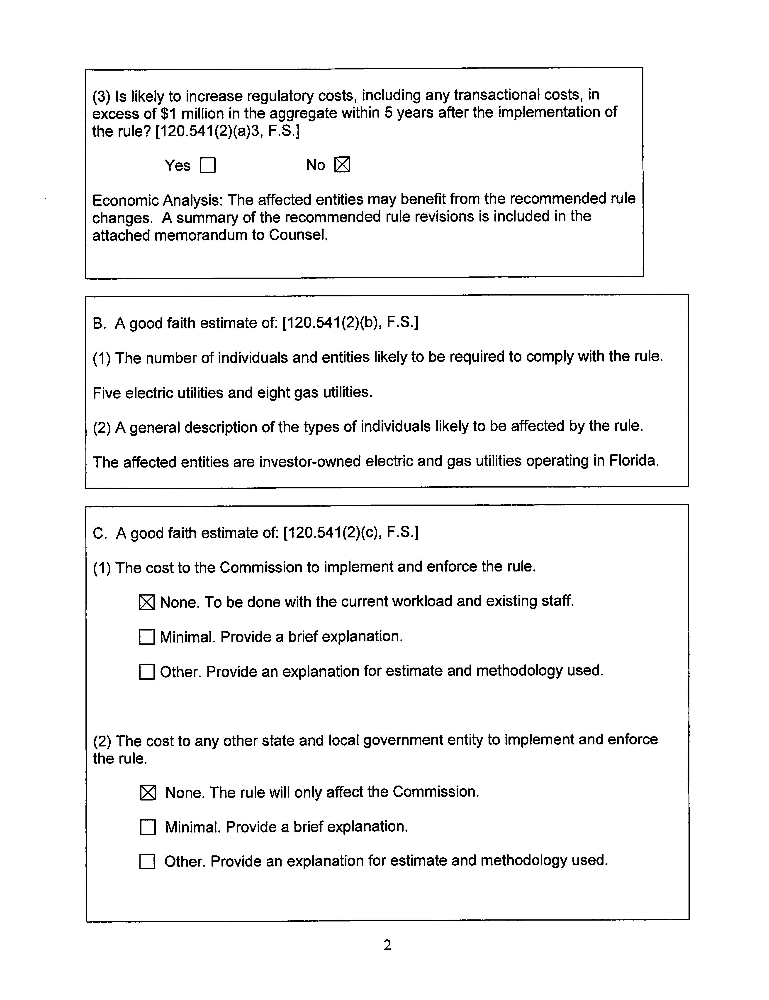 (3) Is likely to increase regulatory costs, including any transactional costs, in
excess of $1 million in the aggregate within 5 years after the implementation of
the rule? [120.541(2)(a)3, F.S.]
Yes ☐ No ☒
Economic Analysis: The affected entities may benefit from the recommended rule
changes. A summary of the recommended rule revisions is included in the
attached memorandum to Counsel.
B. A good faith estimate of: [120.541(2)(b), F.S.]
(1) The number of individuals and entities likely to be required to comply with the rule.
Five electric utilities and eight gas utilities.
(2) A general description of the types of individuals likely to be affected by the rule.
The affected entities are investor-owned electric and gas utilities operating in Florida.
C. A good faith estimate of: [120.541(2)(c), F.S.]
(1) The cost to the Commission to implement and enforce the rule.
☒ None. To be done with the current workload and existing staff.
☐ Minimal. Provide a brief explanation.
☐ Other. Provide an explanation for estimate and methodology used.
(2) The cost to any other state and local government entity to implement and enforce
the rule.
☒ None. The rule will only affect the Commission.
☐ Minimal. Provide a brief explanation.
☐ Other. Provide an explanation for estimate and methodology used.
2